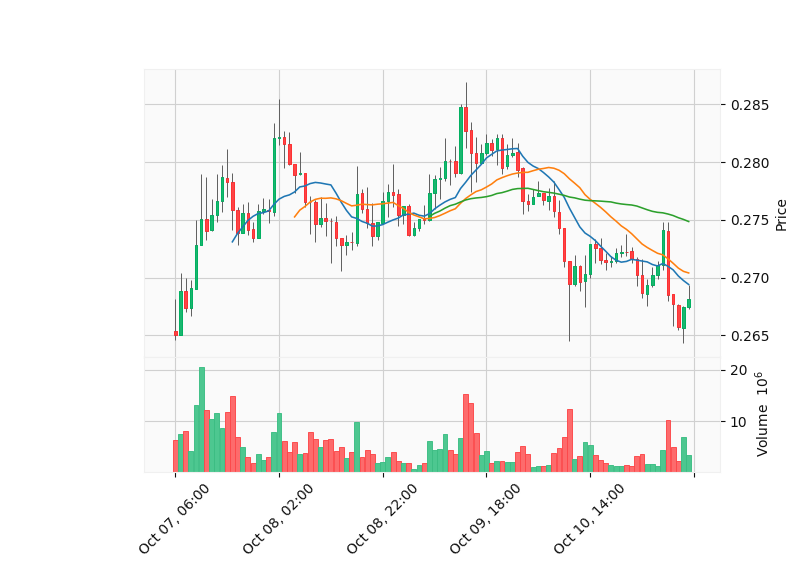 0.285
0.280
0.275
0.270
0.265
Price
20
10
Volume 10^6
Oct 07, 06:00
Oct 08, 02:00
Oct 08, 22:00
Oct 09, 18:00
Oct 10, 14:00